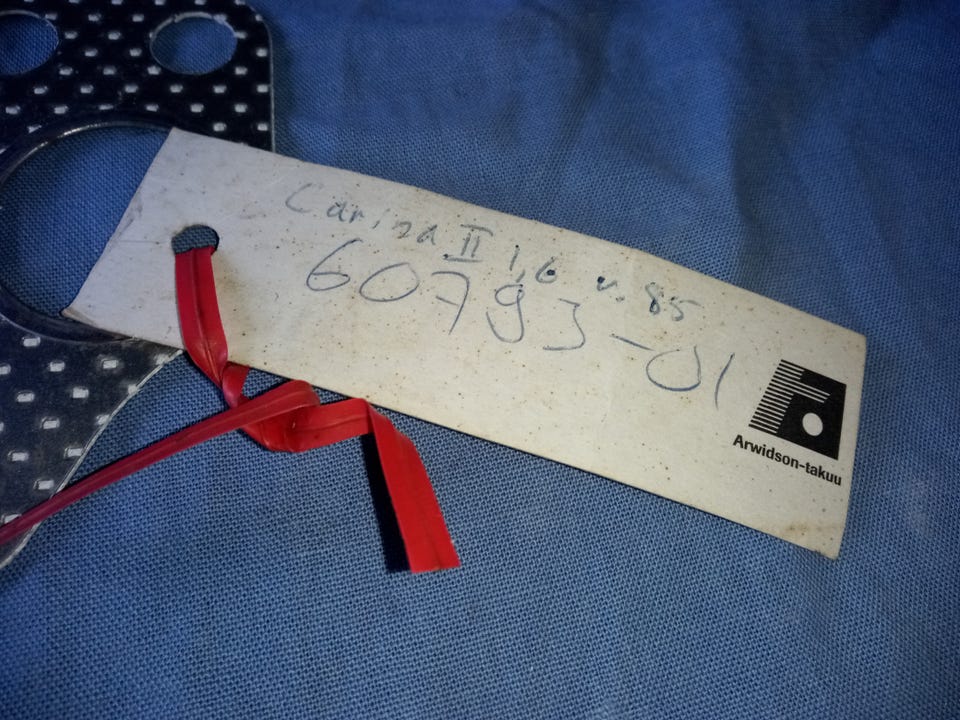 Carina II 1,6 v. 85
60793-01
Arwidson-takuu